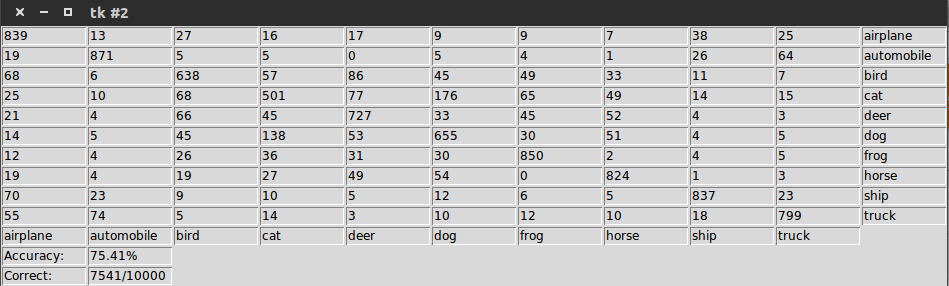 tk #2
839 13 27 16 17 9 9 7 38 25 airplane
19 871 5 5 0 5 4 1 26 64 automobile
68 6 638 57 86 45 49 33 11 7 bird
25 10 68 501 77 176 65 49 14 15 cat
21 4 66 45 727 33 45 52 4 3 deer
14 5 45 138 53 655 30 51 4 5 dog
12 4 26 36 31 30 850 2 4 5 frog
19 4 19 27 49 54 0 824 1 3 horse
70 23 9 10 5 12 6 5 837 23 ship
55 74 5 14 3 10 12 10 18 799 truck
airplane automobile bird cat deer dog frog horse ship truck
Accuracy: 75.41%
Correct: 7541/10000